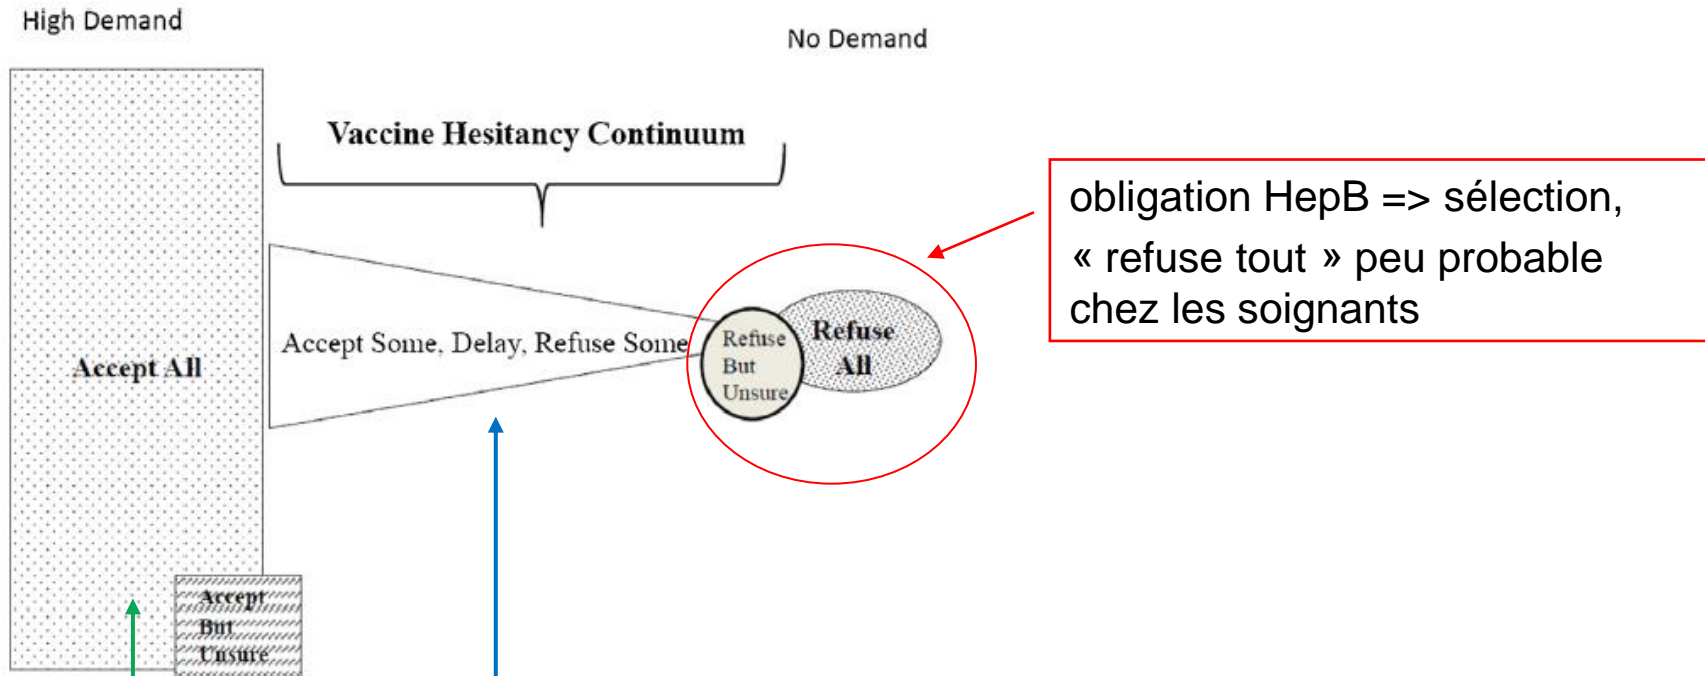 High Demand
No Demand
Vaccine Hesitancy Continuum
obligation HepB => sélection,
« refuse tout » peu probable
chez les soignants
Accept All
Accept Some, Delay, Refuse Some
Refuse
But
Unsure
Refuse
All
Accept
But
Unsure